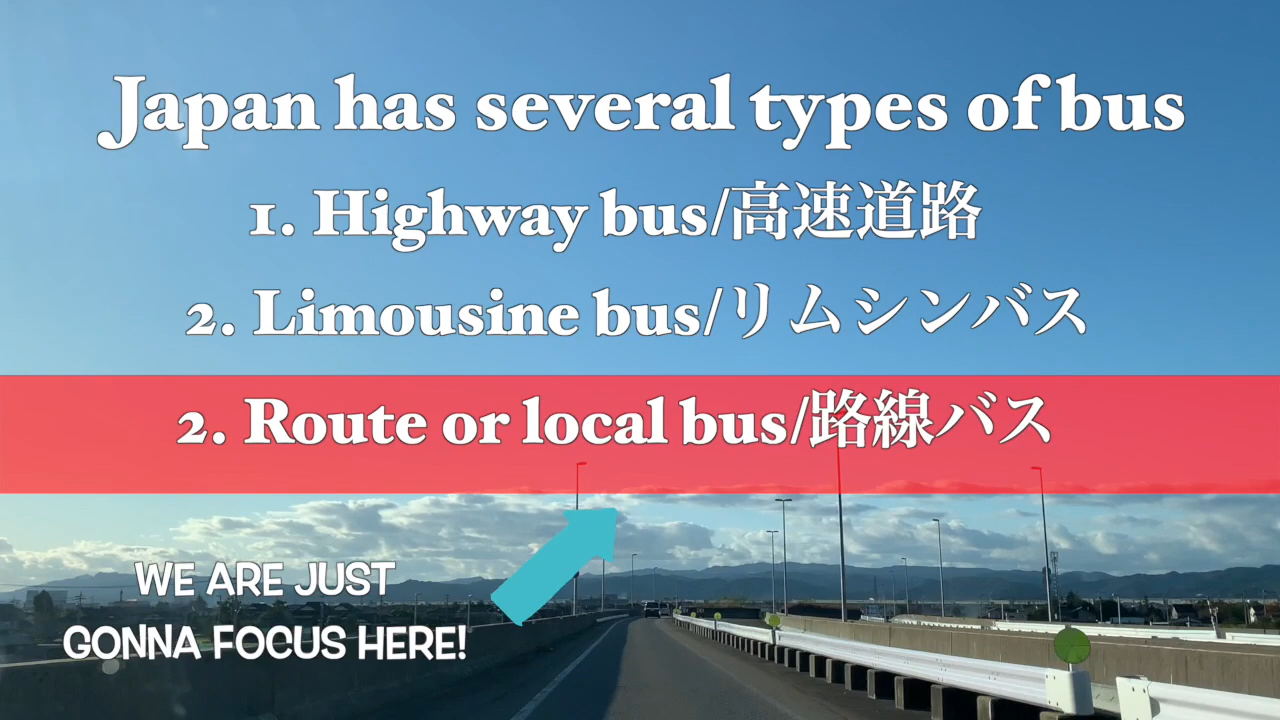 Japan has several types of bus
1. Highway bus/高速道路
2. Limousine bus/リムシンバス
2. Route or local bus/路線バス
WE ARE JUST
GONNA FOCUS HERE!